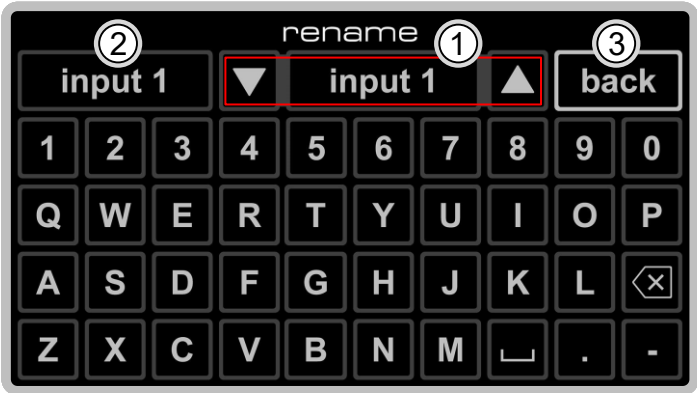 rename
2 1 3
input 1 input 1 back
1 2 3 4 5 6 7 8 9 0
Q W E R T Y U I O P
A S D F G H J K L
Z X C V B N M . -